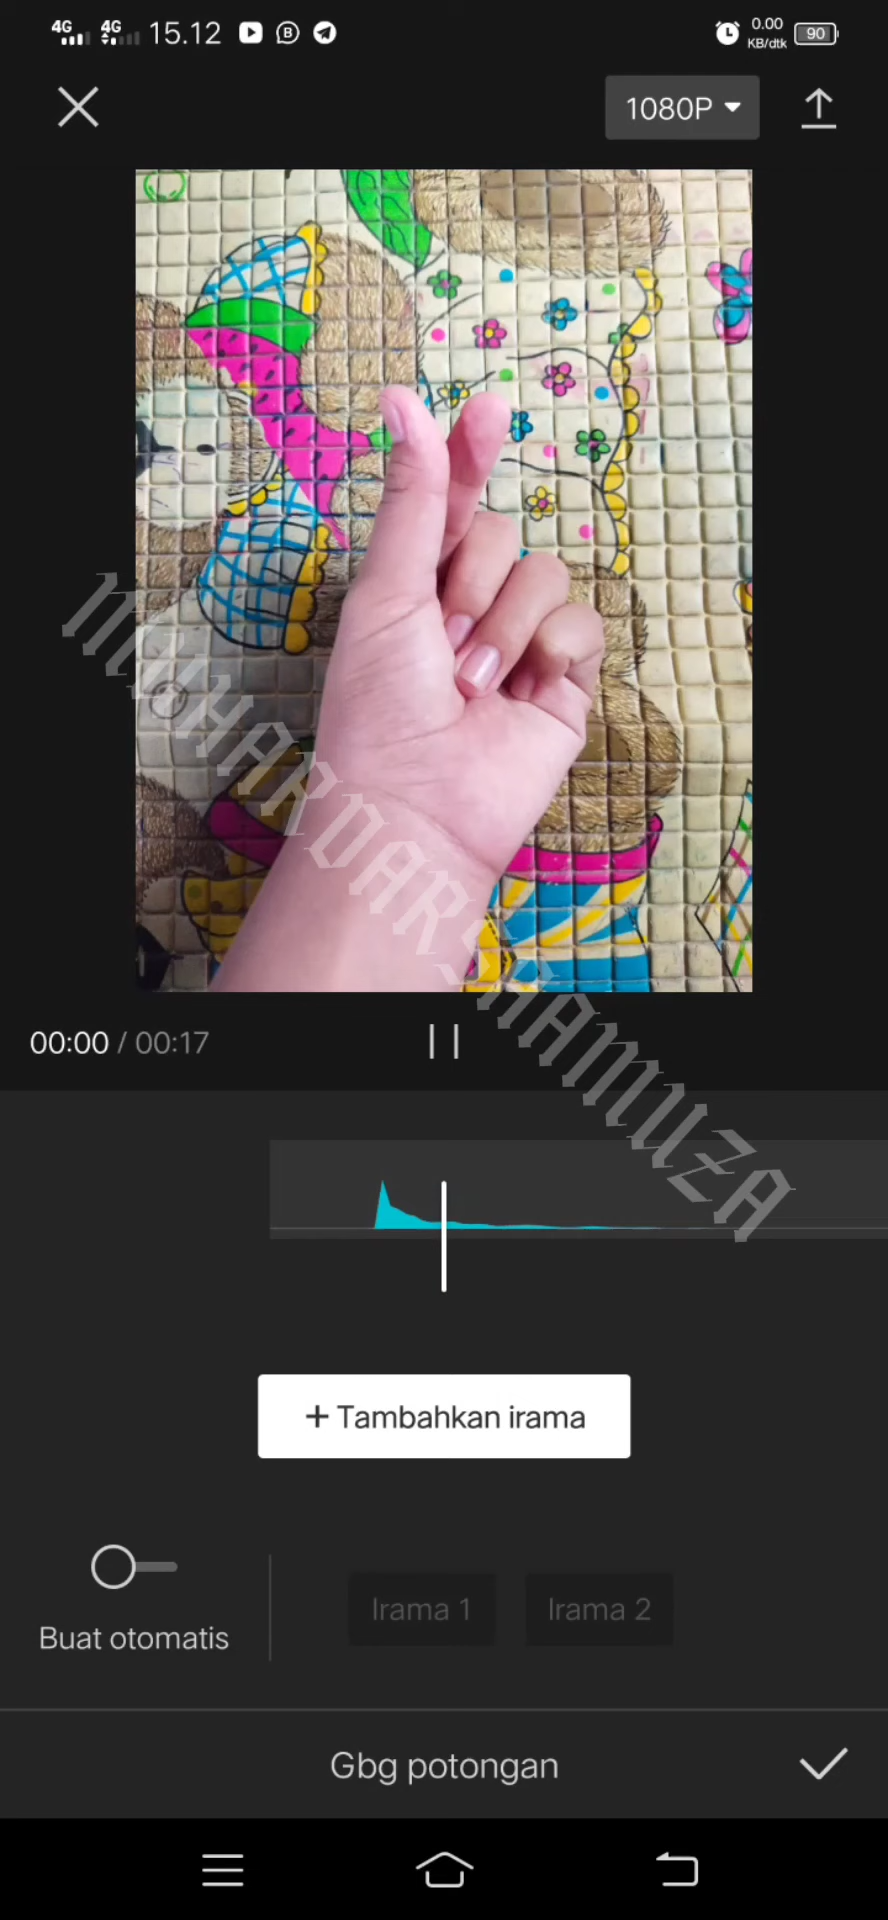 4G 4G 15.12 B 0.00 KB/dtk 90
1080P
MUHARDARSHAMUZA
00:00 / 00:17
+ Tambahkan irama
Buat otomatis
Irama 1 Irama 2
Gbg potongan